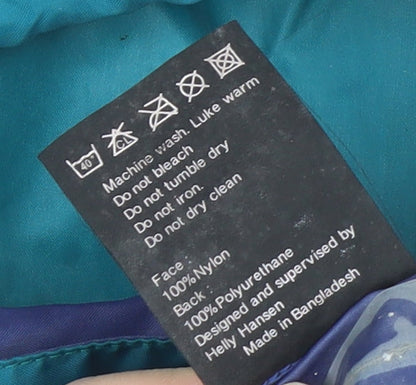 40°
CL
Machine wash. Luke warm
Do not bleach
Do not tumble dry
Do not iron.
Do not dry clean
Face :
100%Nylon
Back :
100%Polyurethane
Designed and supervised by
Helly Hansen
Made in Bangladesh